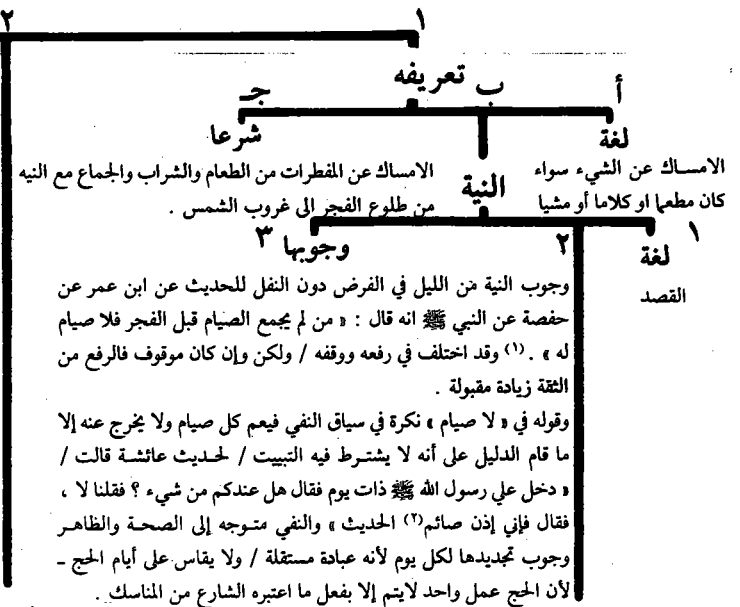 ٢
١
تعريفه
أ
ب
جـ
لغة
شرعا
الامساك عن الشيء سواء
كان مطعما او كلاما أو مشيا
الامساك عن المفطرات من الطعام والشراب والجماع مع النيه
من طلوع الفجر الى غروب الشمس .
النية
١
لغة
القصد
٢
وجوبها ٣
وجوب النية من الليل في الفرض دون النفل للحديث عن ابن عمر عن
حفصة عن النبي ﷺ انه قال : « من لم يجمع الصيام قبل الفجر فلا صيام
له » . (١) وقد اختلف في رفعه ووقفه / ولكن وإن كان موقوف فالرفع من
الثقة زيادة مقبولة .
وقوله في « لا صيام » نكرة في سياق النفي فيعم كل صيام ولا يخرج عنه إلا
ما قام الدليل على أنه لا يشترط فيه التبييت / لحديث عائشة قالت /
« دخل علي رسول الله ﷺ ذات يوم فقال هل عندكم من شيء ؟ فقلنا لا ،
فقال فإني إذن صائم(٢) الحديث » والنفي متوجه إلى الصحة والظاهر
وجوب تجديدها لكل يوم لأنه عبادة مستقلة / ولا يقاس على أيام الحج ـ
لأن الحج عمل واحد لايتم إلا بفعل ما اعتبره الشارع من المناسك .